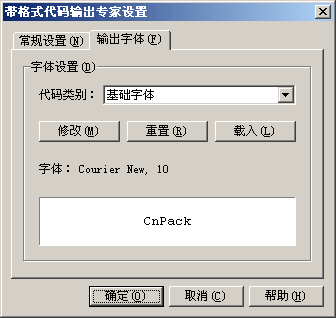 带格式代码输出专家设置
常规设置(N) 输出字体(F)
字体设置(D)
代码类别： 基础字体
修改(M) 重置(R) 载入(L)
字体： Courier New, 10
CnPack
确定(O) 取消(C) 帮助(H)